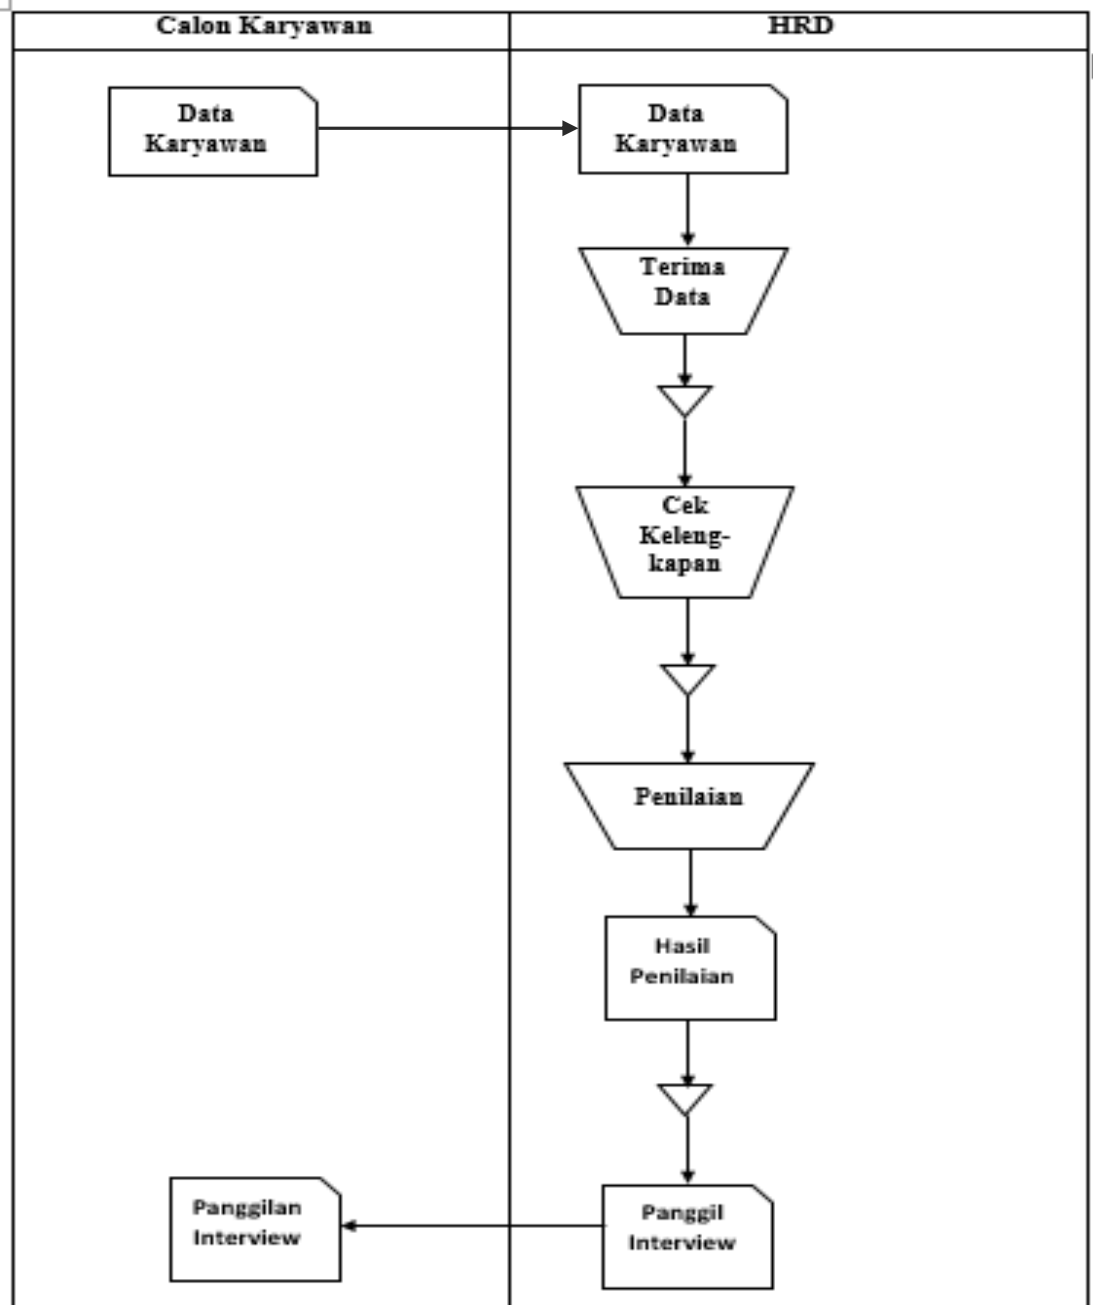 Calon Karyawan
HRD
Data
Karyawan
Data
Karyawan
Terima
Data
Cek
Keleng-
kapan
Penilaian
Hasil
Penilaian
Panggilan
Interview
Panggil
Interview